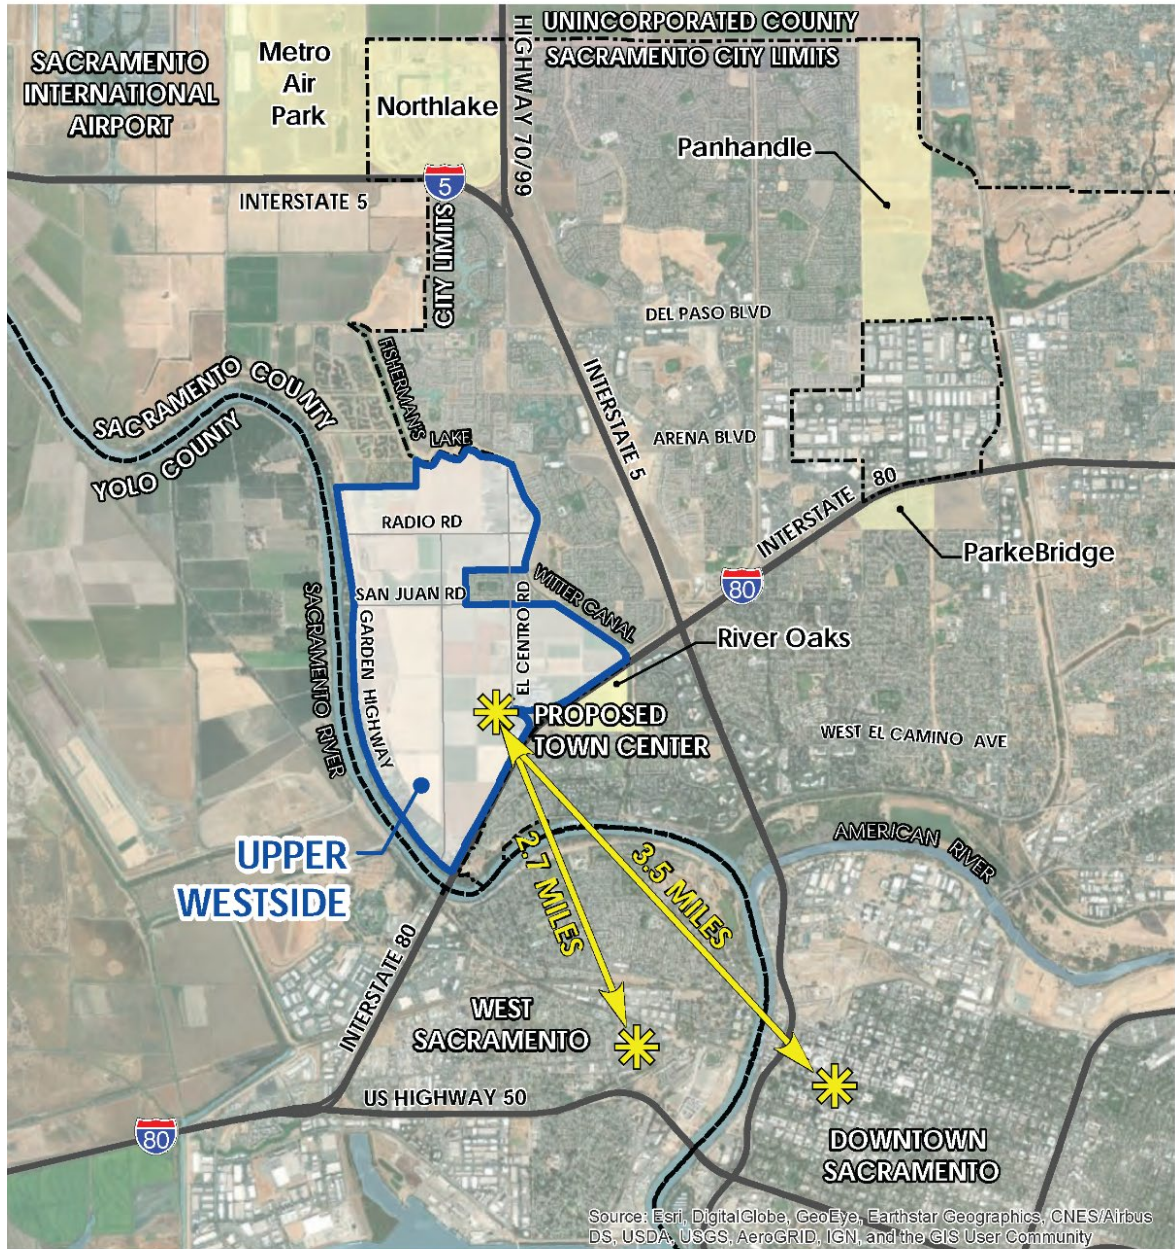 UNINCORPORATED COUNTY
SACRAMENTO CITY LIMITS
SACRAMENTO
INTERNATIONAL
AIRPORT
Metro
Air
Park
Northlake
HIGHWAY 70/99
Panhandle
INTERSTATE 5
5
CITY LIMITS
DEL PASO BLVD
FISHERMAN'S
LAKE
INTERSTATE 5
SACRAMENTO COUNTY
YOLO COUNTY
ARENA BLVD
INTERSTATE 80
RADIO RD
ParkeBridge
SAN JUAN RD
WITTER CANAL
80
EL CENTRO RD
GARDEN HIGHWAY
SACRAMENTO RIVER
River Oaks
PROPOSED
TOWN CENTER
WEST EL CAMINO AVE
UPPER
WESTSIDE
AMERICAN RIVER
2.7 MILES
3.5 MILES
INTERSTATE 80
WEST
SACRAMENTO
US HIGHWAY 50
80
DOWNTOWN
SACRAMENTO
Source: Esri, DigitalGlobe, GeoEye, Earthstar Geographics, CNES/Airbus
DS, USDA, USGS, AeroGRID, IGN, and the GIS User Community